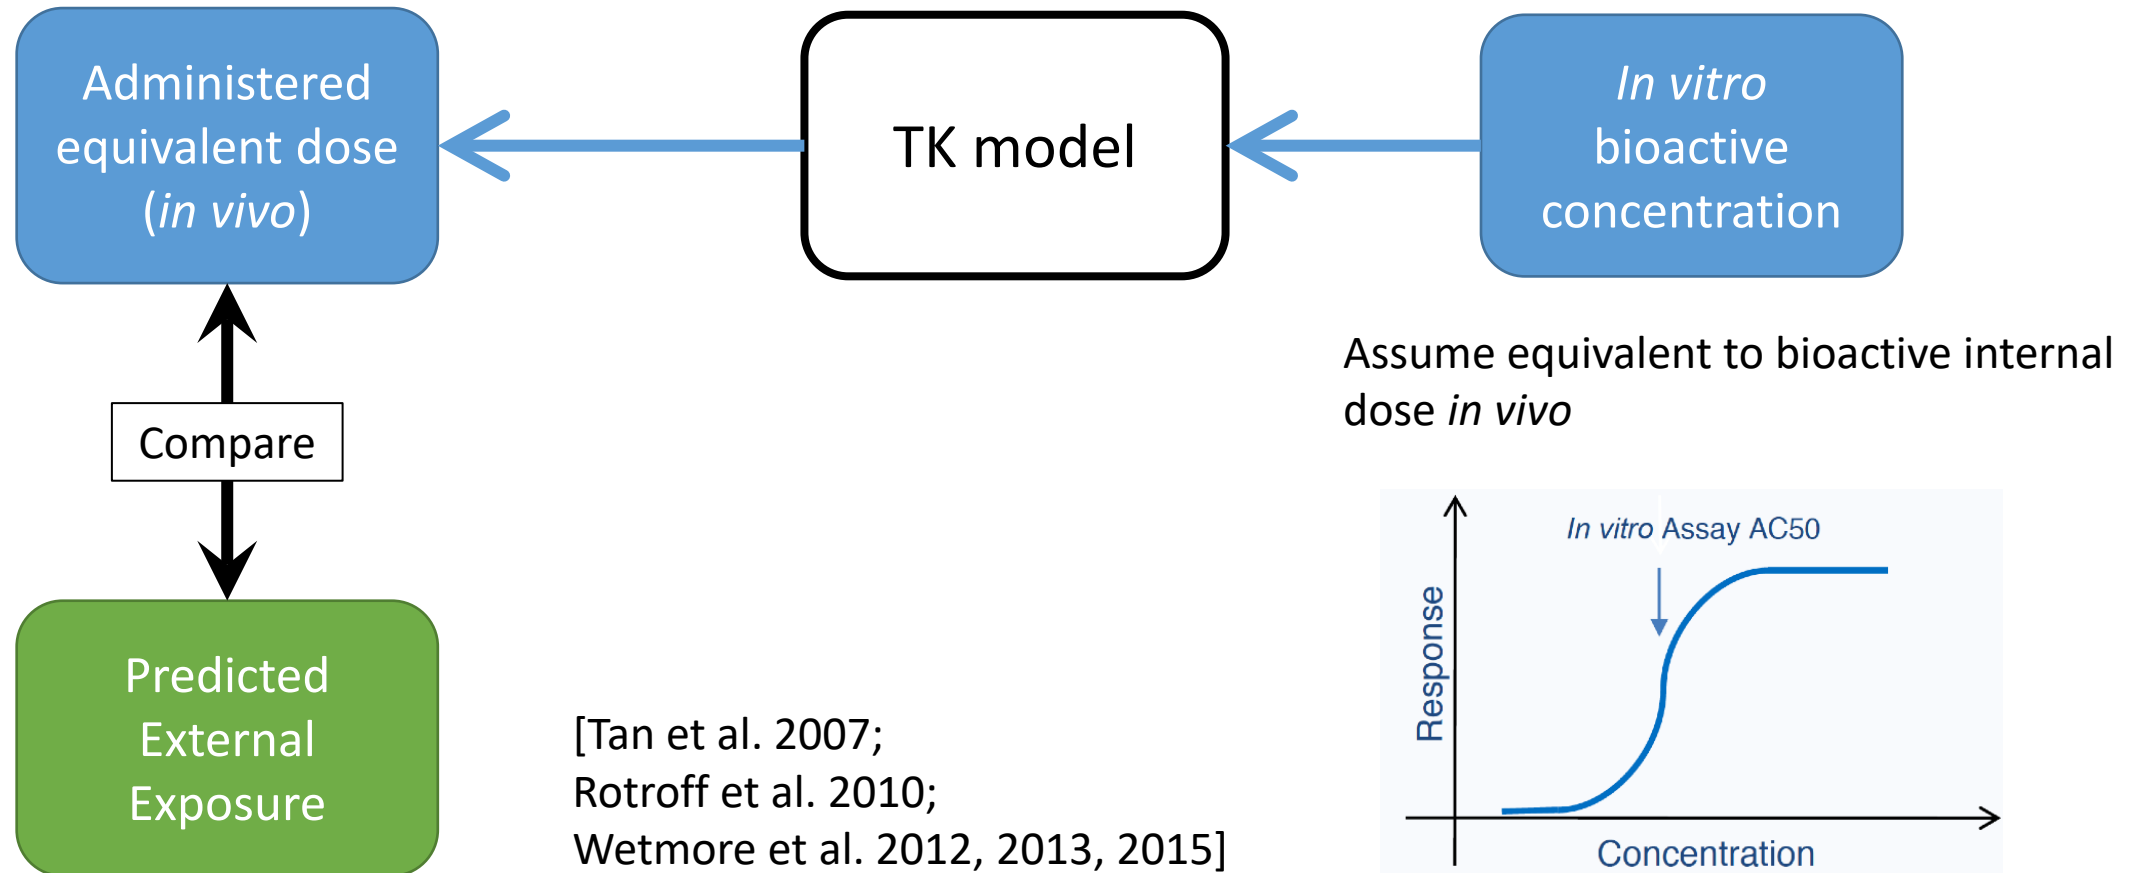 Administered
equivalent dose
(in vivo)
TK model
In vitro
bioactive
concentration
Assume equivalent to bioactive internal
dose in vivo
Compare
Predicted
External
Exposure
[Tan et al. 2007;
Rotroff et al. 2010;
Wetmore et al. 2012, 2013, 2015]
In vitro Assay AC50
Response
Concentration